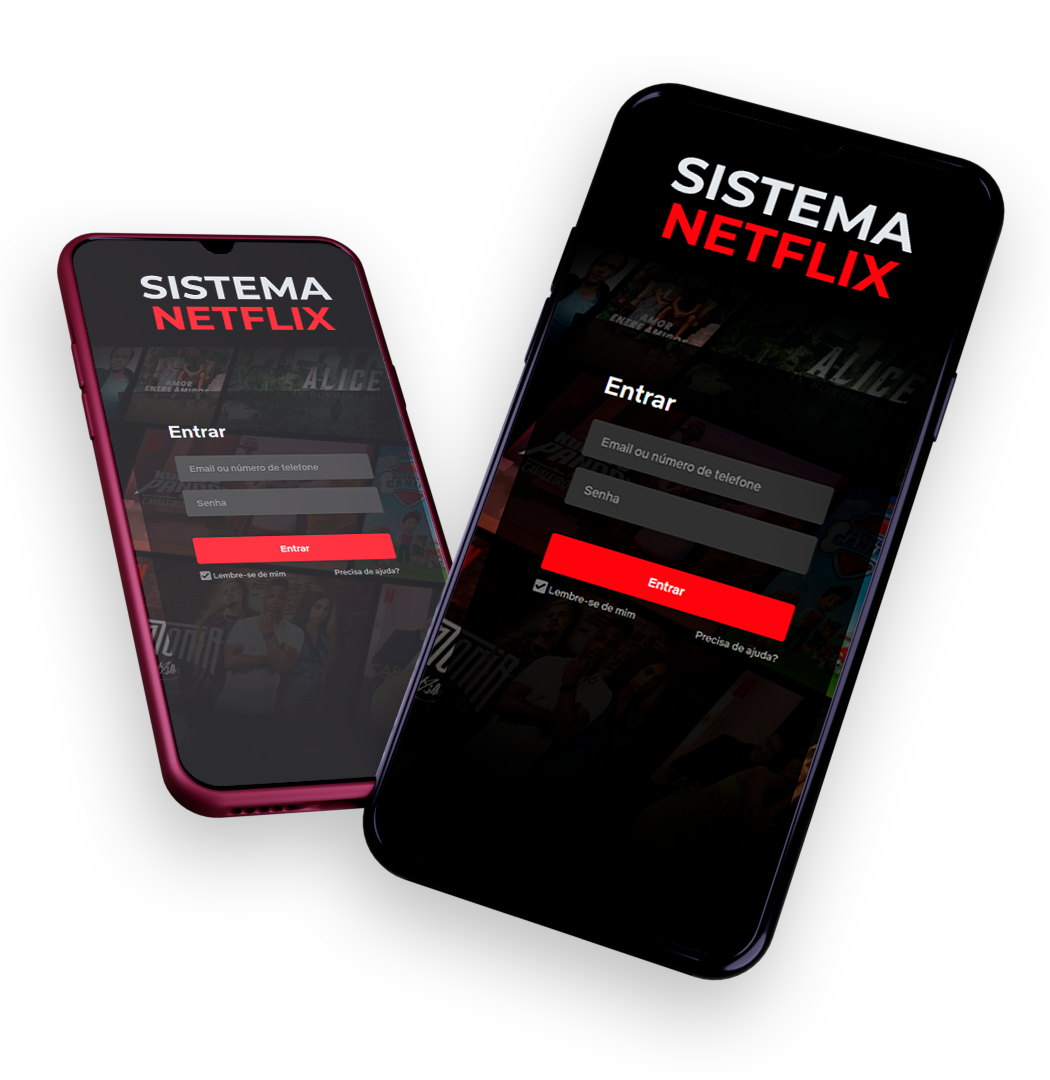 SISTEMA
NETFLIX
AMOR
ENTRE AMIGOS
ALICE
Entrar
Email ou número de telefone
Senha
Entrar
Lembre-se de mim
Precisa de ajuda?
SISTEMA
NETFLIX
AMOR
ENTRE AMIGOS
ALICE
Entrar
Email ou número de telefone
Senha
Entrar
Lembre-se de mim
Precisa de ajuda?